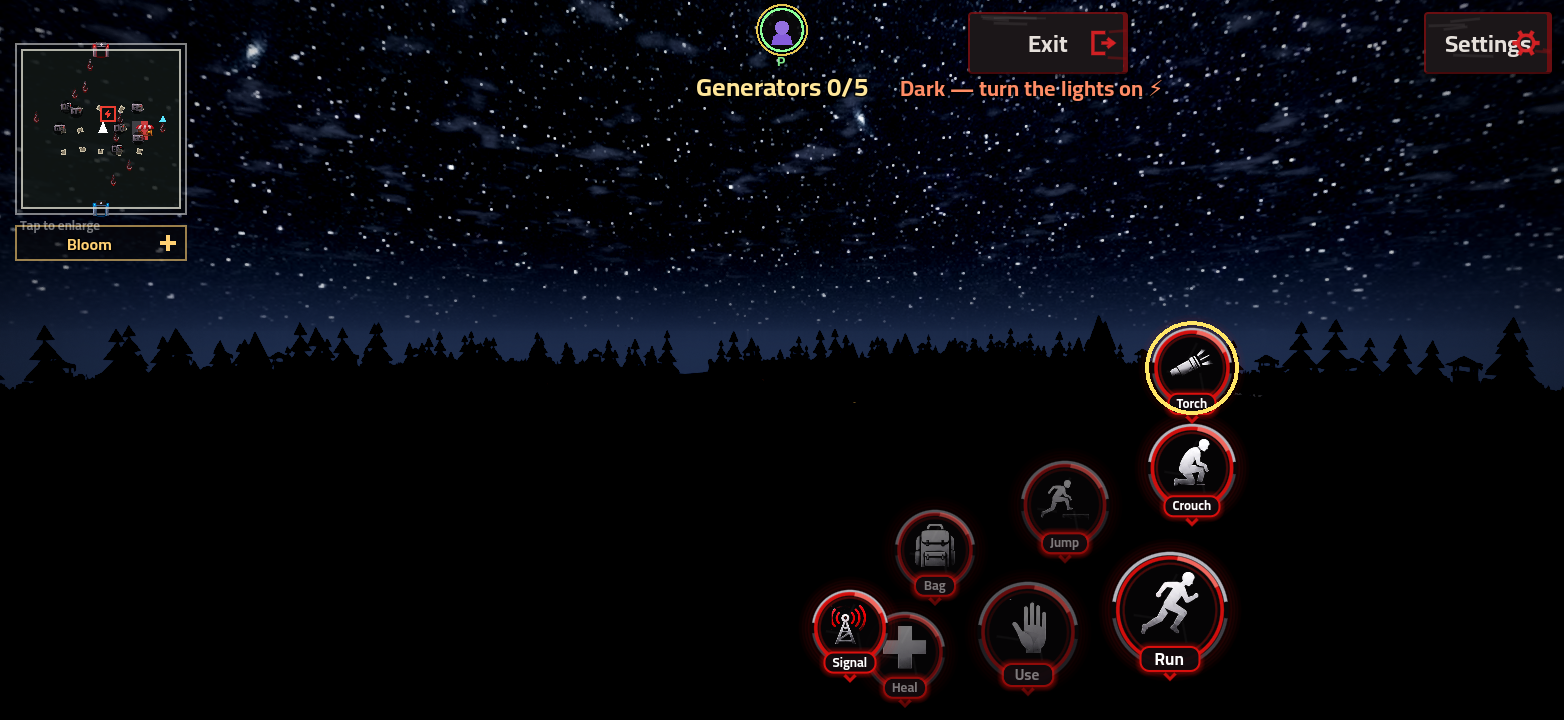 P
Exit
Settings
Generators 0/5
Dark — turn the lights on ⚡
Tap to enlarge
Bloom
Torch
Crouch
Jump
Bag
Signal
Heal
Use
Run